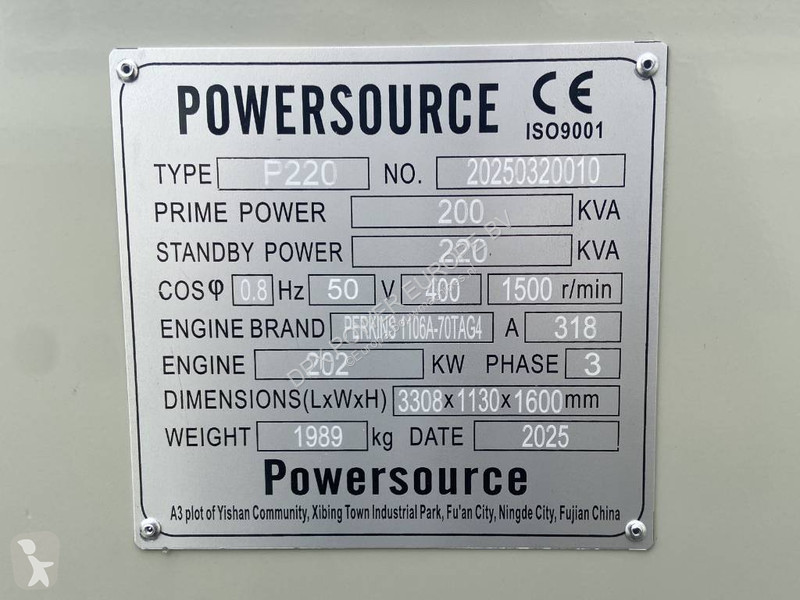 POWERSOURCE CE
ISO9001
TYPE P220 NO. 20250320010
PRIME POWER 200 KVA
STANDBY POWER 220 KVA
COSφ 0.8 Hz 50 V 400 1500 r/min
ENGINE BRAND PERKINS 1106A-70TAG4 A 318
ENGINE 202 KW PHASE 3
DIMENSIONS(LxWxH) 3308x1130x1600mm
WEIGHT 1989 kg DATE 2025
Powersource
A3 plot of Yishan Community, Xibing Town Industrial Park, Fu'an City, Ningde City, Fujian China